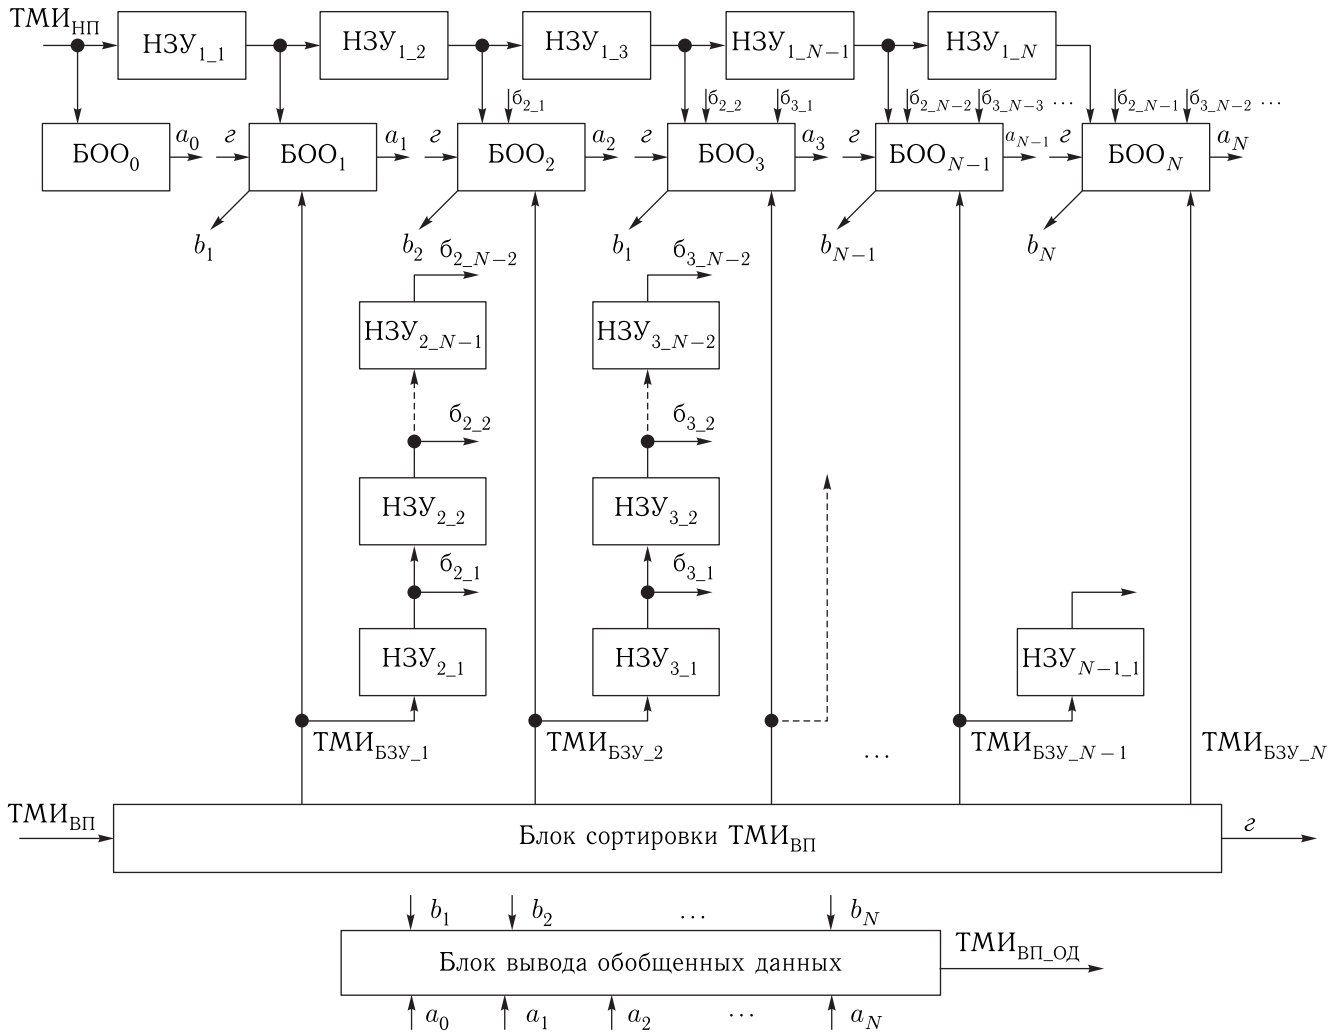 ТМИ_НП
НЗУ_1_1 НЗУ_1_2 НЗУ_1_3 НЗУ_1_N−1 НЗУ_1_N
б_2_1 б_2_2 б_3_1 б_2_N−2 б_3_N−3 … б_2_N−1 б_3_N−2 …
БОО_0 a_0 г БОО_1 a_1 г БОО_2 a_2 г БОО_3 a_3 г БОО_N−1 a_N−1 г БОО_N a_N
b_1 b_2 b_1 b_N−1 b_N
б_2_N−2 б_3_N−2
НЗУ_2_N−1 НЗУ_3_N−2
б_2_2 б_3_2
НЗУ_2_2 НЗУ_3_2
б_2_1 б_3_1
НЗУ_2_1 НЗУ_3_1 НЗУ_N−1_1
ТМИ_БЗУ_1 ТМИ_БЗУ_2 … ТМИ_БЗУ_N−1 ТМИ_БЗУ_N
ТМИ_ВП
Блок сортировки ТМИ_ВП
г
b_1 b_2 … b_N
Блок вывода обобщенных данных
ТМИ_ВП_ОД
a_0 a_1 a_2 … a_N